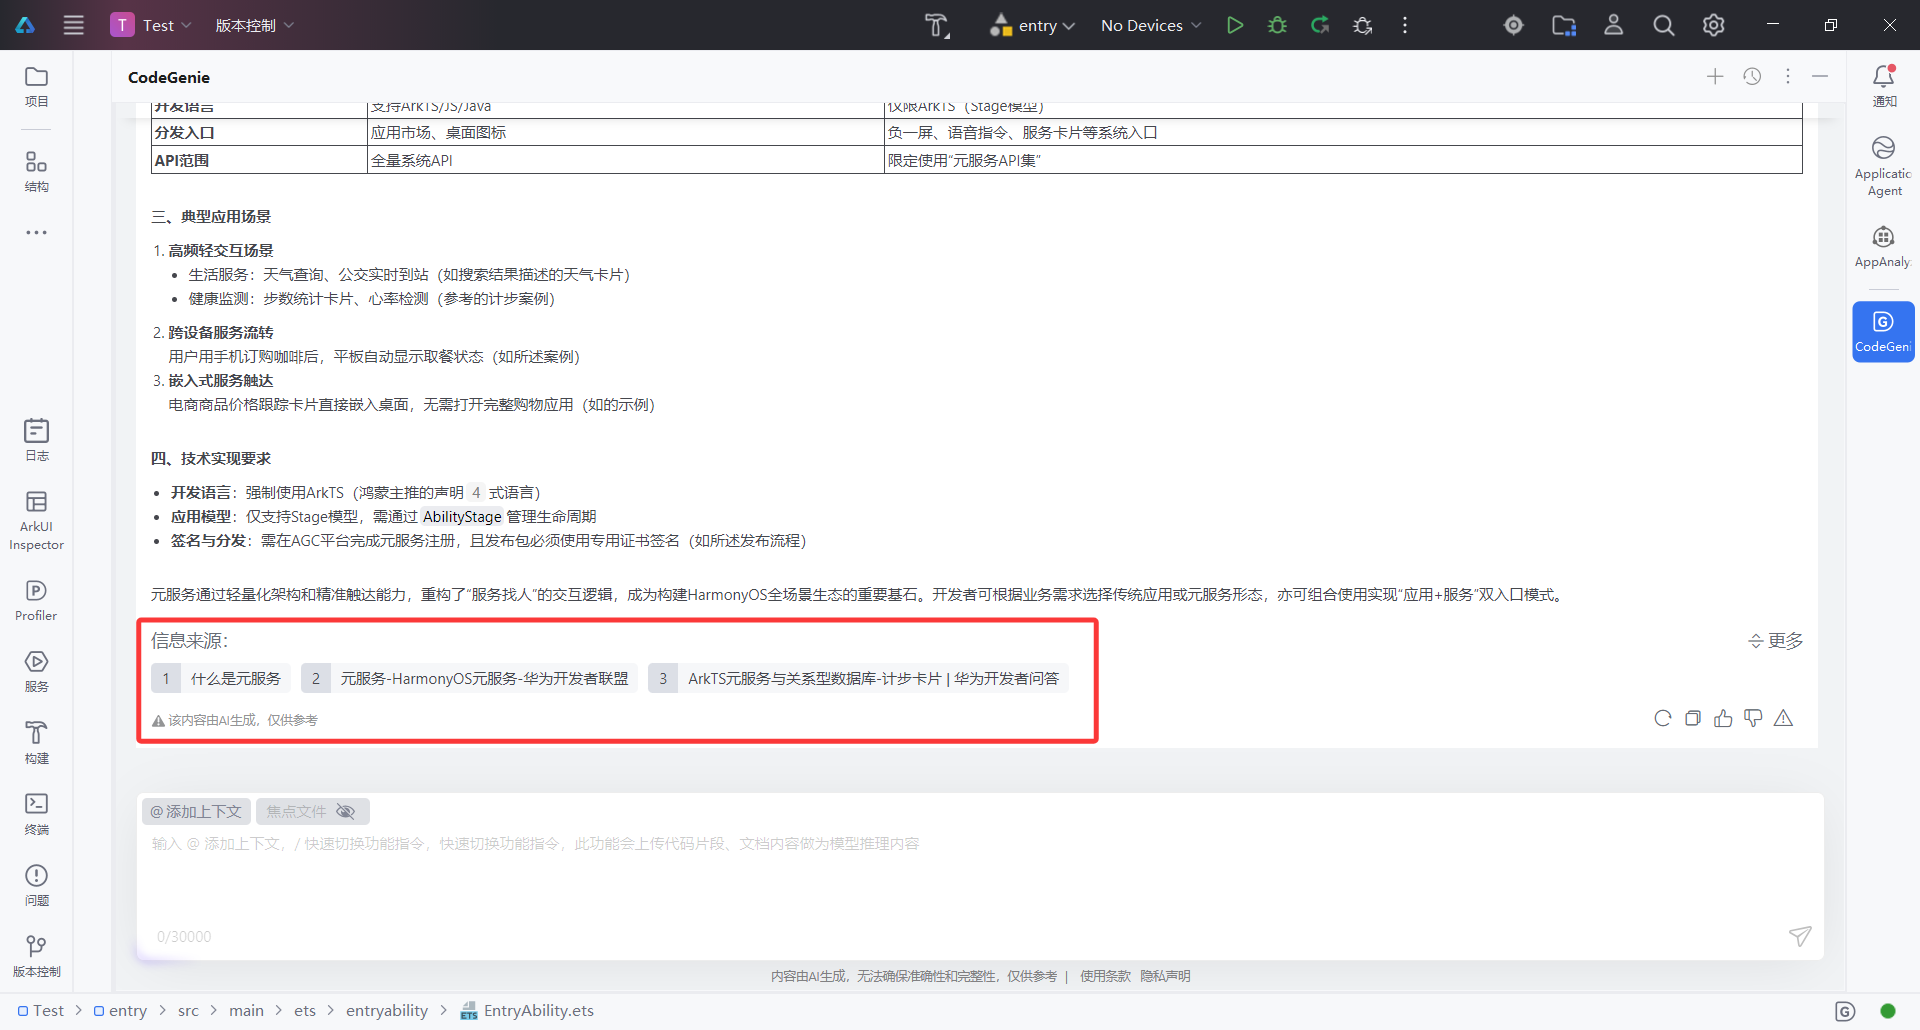 T Test 版本控制 entry No Devices
项目
结构
日志
ArkUI
Inspector
Profiler
服务
构建
终端
问题
版本控制
CodeGenie
开发语言 支持ArkTS/JS/Java 仅限ArkTS（Stage模型）
分发入口 应用市场、桌面图标 负一屏、语音指令、服务卡片等系统入口
API范围 全量系统API 限定使用“元服务API集”
三、典型应用场景
1. 高频轻交互场景
• 生活服务：天气查询、公交实时到站（如搜索结果描述的天气卡片）
• 健康监测：步数统计卡片、心率检测（参考的计步案例）
2. 跨设备服务流转
用户用手机订购咖啡后，平板自动显示取餐状态（如所述案例）
3. 嵌入式服务触达
电商商品价格跟踪卡片直接嵌入桌面，无需打开完整购物应用（如的示例）
四、技术实现要求
• 开发语言：强制使用ArkTS（鸿蒙主推的声明 4 式语言）
• 应用模型：仅支持Stage模型，需通过 AbilityStage 管理生命周期
• 签名与分发：需在AGC平台完成元服务注册，且发布包必须使用专用证书签名（如所述发布流程）
元服务通过轻量化架构和精准触达能力，重构了“服务找人”的交互逻辑，成为构建HarmonyOS全场景生态的重要基石。开发者可根据业务需求选择传统应用或元服务形态，亦可组合使用实现“应用+服务”双入口模式。
信息来源： 更多
1 什么是元服务 2 元服务-HarmonyOS元服务-华为开发者联盟 3 ArkTS元服务与关系型数据库-计步卡片 | 华为开发者问答
该内容由AI生成，仅供参考
@ 添加上下文 焦点文件
输入 @ 添加上下文，/ 快速切换功能指令，快速切换功能指令，此功能会上传代码片段、文档内容做为模型推理内容
0/30000
内容由AI生成，无法确保准确性和完整性，仅供参考 | 使用条款 隐私声明
通知
Applicatic
Agent
AppAnaly
CodeGeni
Test > entry > src > main > ets > entryability > EntryAbility.ets